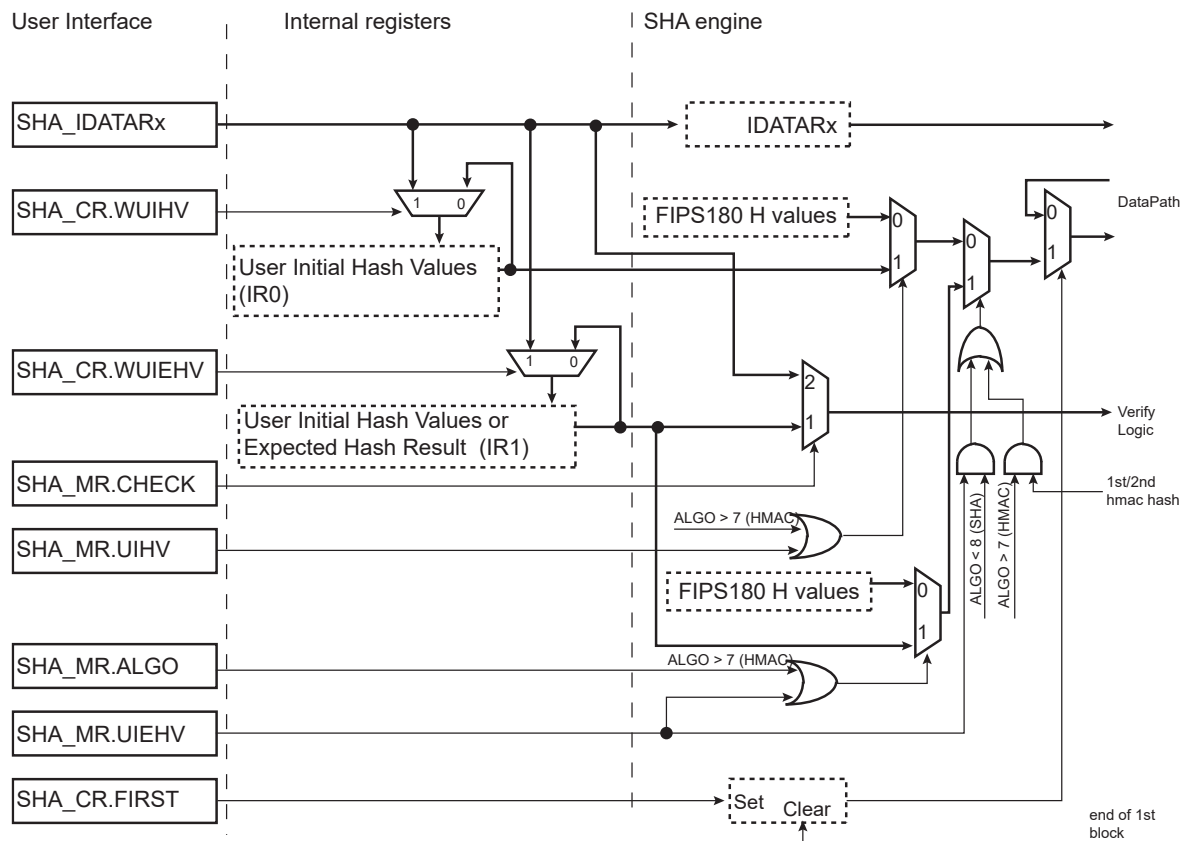 User Interface
Internal registers
SHA engine
SHA_IDATARx
IDATARx
SHA_CR.WUIHV
1 0
FIPS180 H values
0
1
0
1
0
1
DataPath
User Initial Hash Values
(IR0)
SHA_CR.WUIEHV
1 0
2
1
User Initial Hash Values or
Expected Hash Result (IR1)
Verify
Logic
SHA_MR.CHECK
1st/2nd
hmac hash
ALGO < 8 (SHA)
ALGO > 7 (HMAC)
ALGO > 7 (HMAC)
SHA_MR.UIHV
FIPS180 H values
0
1
SHA_MR.ALGO
ALGO > 7 (HMAC)
SHA_MR.UIEHV
SHA_CR.FIRST
Set Clear
end of 1st
block